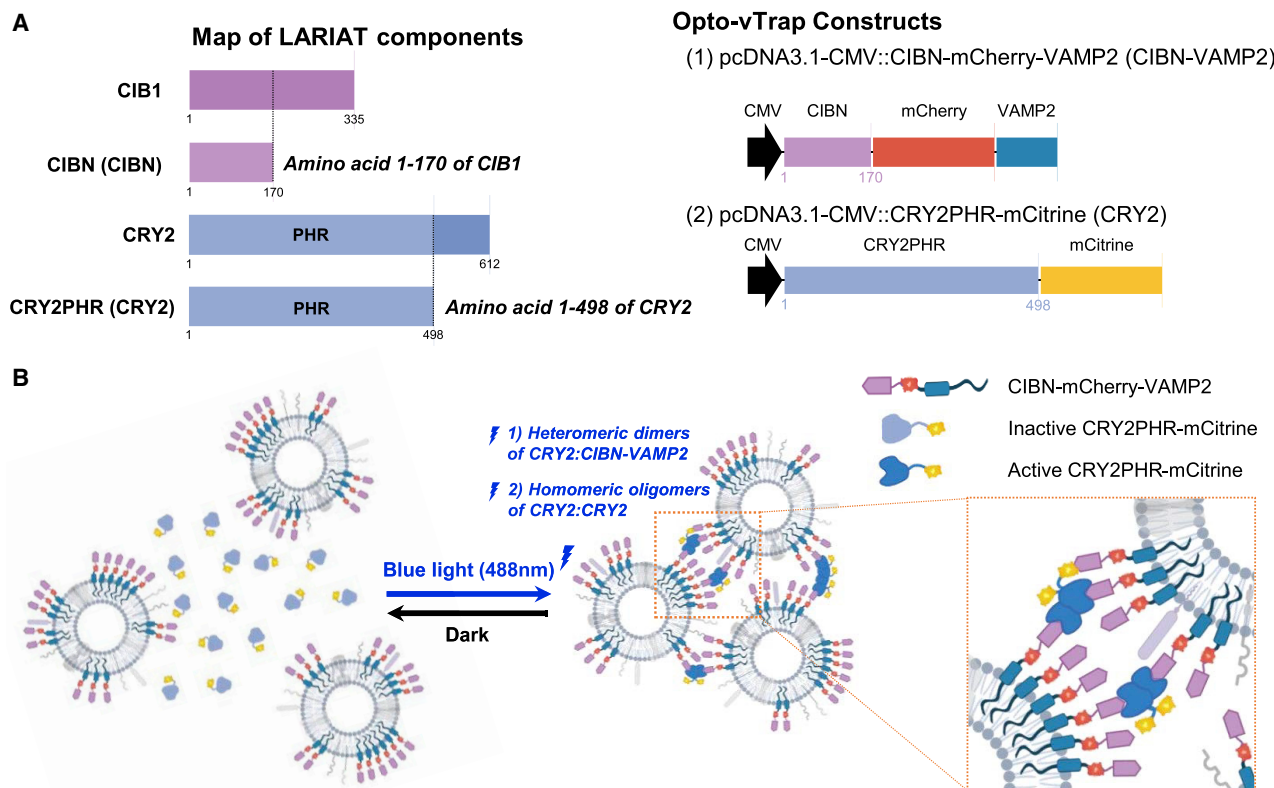 A
Map of LARIAT components
CIB1
1
335
CIBN (CIBN)
Amino acid 1-170 of CIB1
1
170
CRY2
PHR
1
612
CRY2PHR (CRY2)
PHR
Amino acid 1-498 of CRY2
1
498
Opto-vTrap Constructs
(1) pcDNA3.1-CMV::CIBN-mCherry-VAMP2 (CIBN-VAMP2)
CMV
CIBN
mCherry
VAMP2
1
170
(2) pcDNA3.1-CMV::CRY2PHR-mCitrine (CRY2)
CMV
CRY2PHR
mCitrine
1
498
B
1) Heteromeric dimers
of CRY2:CIBN-VAMP2
2) Homomeric oligomers
of CRY2:CRY2
Blue light (488nm)
Dark
CIBN-mCherry-VAMP2
Inactive CRY2PHR-mCitrine
Active CRY2PHR-mCitrine